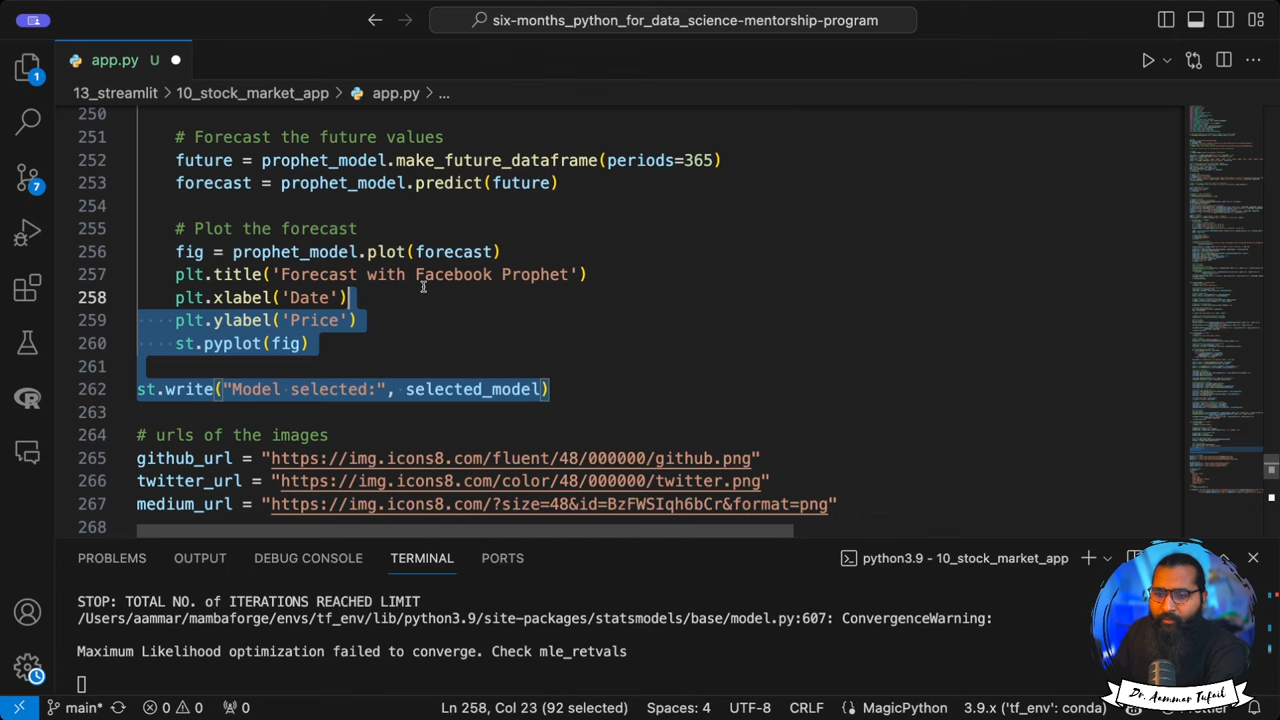 six-months_python_for_data_science-mentorship-program
app.py U
13_streamlit > 10_stock_market_app > app.py > ...
250
251 # Forecast the future values
252 future = prophet_model.make_future_dataframe(periods=365)
253 forecast = prophet_model.predict(future)
254
255 # Plot the forecast
256 fig = prophet_model.plot(forecast)
257 plt.title('Forecast with Facebook Prophet')
258 plt.xlabel('Date')
259 plt.ylabel('Price')
260 st.pyplot(fig)
261
262 st.write("Model selected:", selected_model)
263
264 # urls of the images
265 github_url = "https://img.icons8.com/fluent/48/000000/github.png"
266 twitter_url = "https://img.icons8.com/color/48/000000/twitter.png"
267 medium_url = "https://img.icons8.com/?size=48&id=BzFWSIqh6bCr&format=png"
268
PROBLEMS OUTPUT DEBUG CONSOLE TERMINAL PORTS python3.9 - 10_stock_market_app
STOP: TOTAL NO. of ITERATIONS REACHED LIMIT
/Users/aammar/mambaforge/envs/tf_env/lib/python3.9/site-packages/statsmodels/base/model.py:607: ConvergenceWarning:
Maximum Likelihood optimization failed to converge. Check mle_retvals
Dr. Aammar Tufail
main* 0 0 0 23 (92 selected) Spaces: 4 UTF-8 CRLF MagicPython 3.9.x ('tf_env': conda)